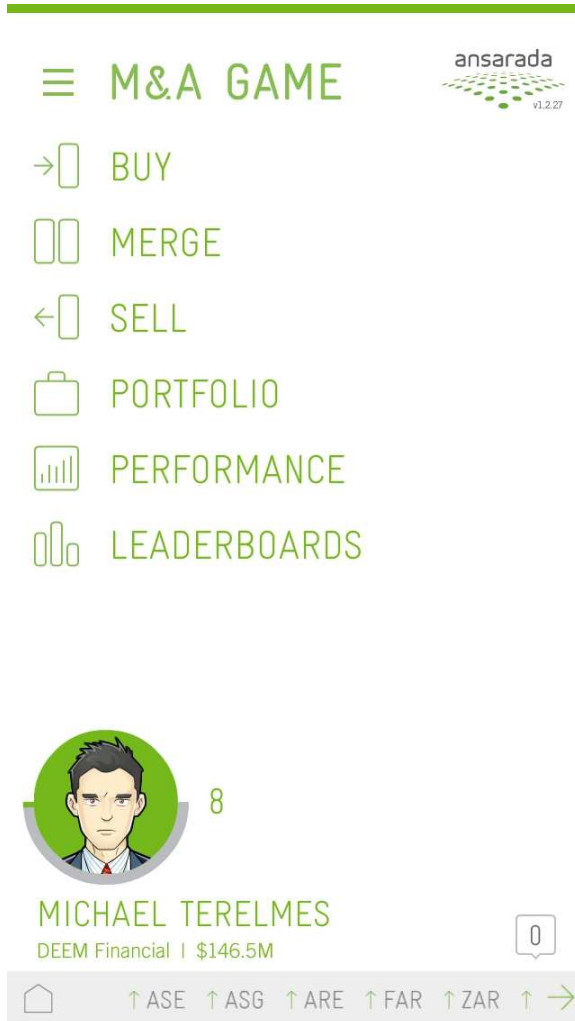 M&A GAME
ansarada
v1.2.27
BUY
MERGE
SELL
PORTFOLIO
PERFORMANCE
LEADERBOARDS
8
MICHAEL TERELMES
DEEM Financial | $146.5M
0
↑ ASE ↑ ASG ↑ ARE ↑ FAR ↑ ZAR ↑ →